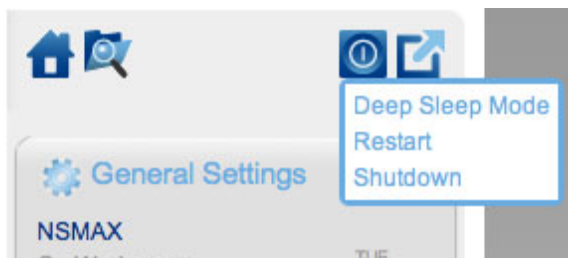 Deep Sleep Mode
Restart
Shutdown
General Settings
NSMAX